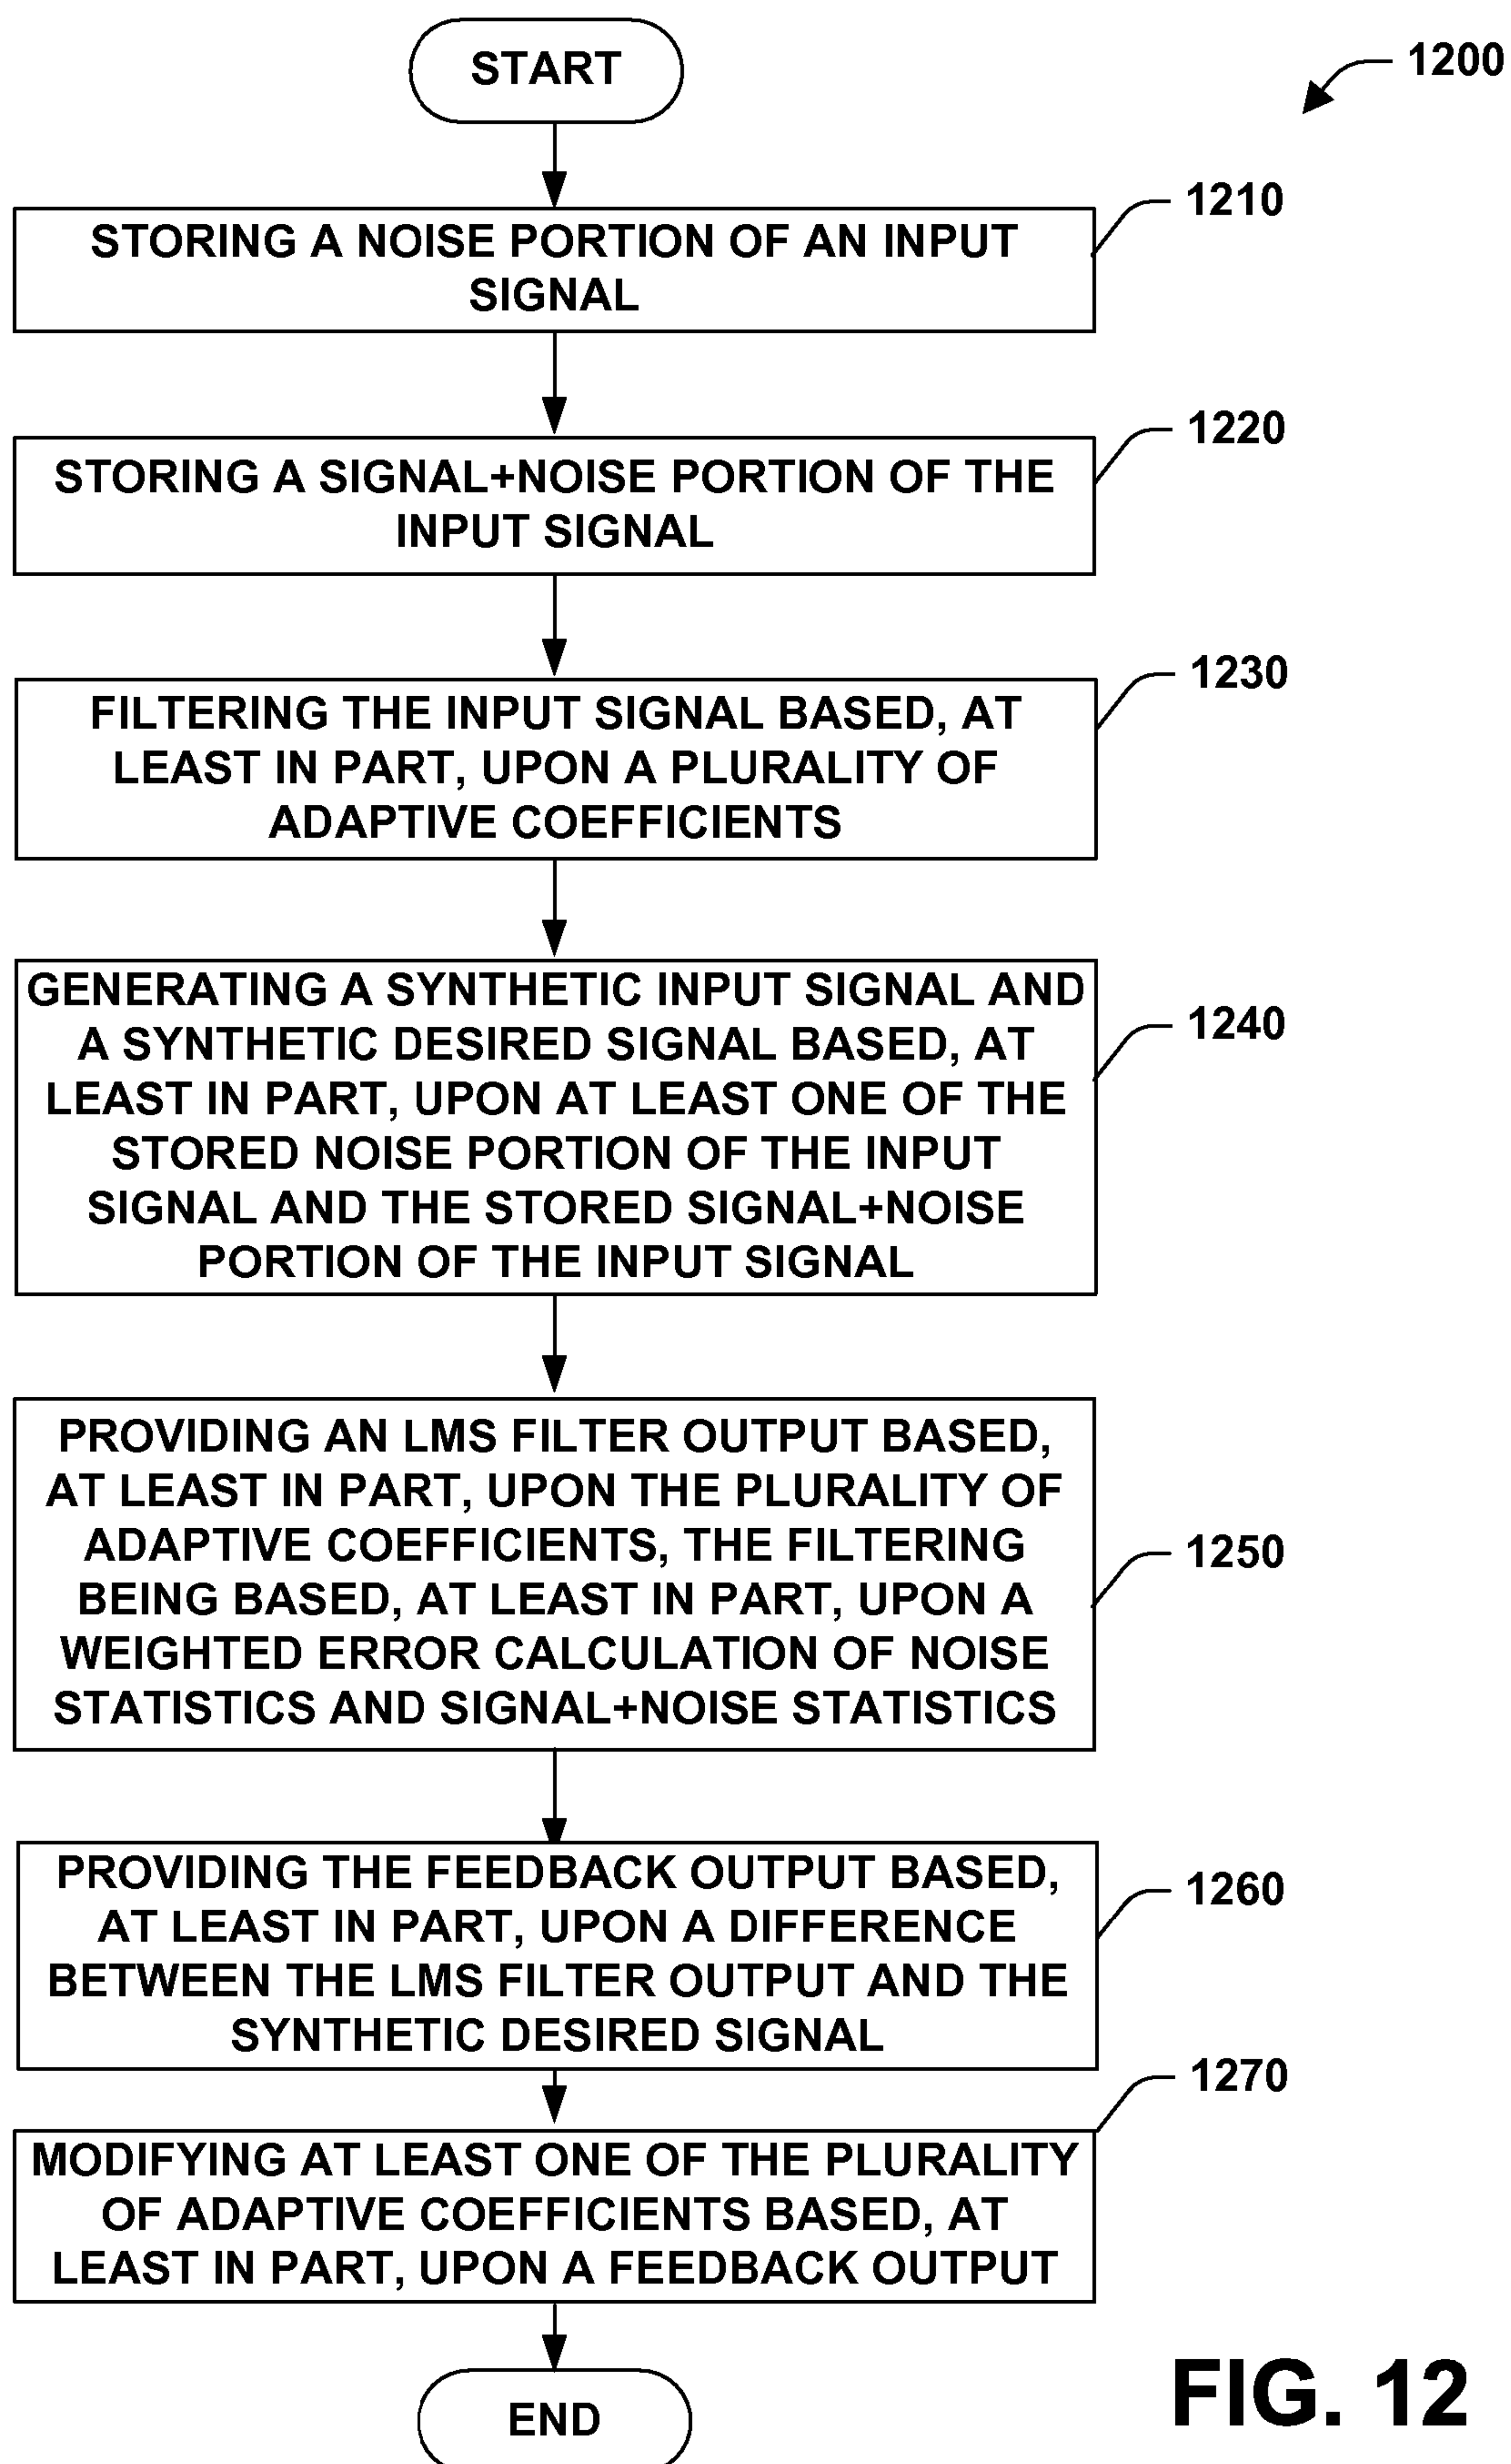 START
1200
1210
STORING A NOISE PORTION OF AN INPUT
SIGNAL
1220
STORING A SIGNAL+NOISE PORTION OF THE
INPUT SIGNAL
1230
FILTERING THE INPUT SIGNAL BASED, AT
LEAST IN PART, UPON A PLURALITY OF
ADAPTIVE COEFFICIENTS
GENERATING A SYNTHETIC INPUT SIGNAL AND
A SYNTHETIC DESIRED SIGNAL BASED, AT
LEAST IN PART, UPON AT LEAST ONE OF THE
STORED NOISE PORTION OF THE INPUT
SIGNAL AND THE STORED SIGNAL+NOISE
PORTION OF THE INPUT SIGNAL
1240
PROVIDING AN LMS FILTER OUTPUT BASED,
AT LEAST IN PART, UPON THE PLURALITY OF
ADAPTIVE COEFFICIENTS, THE FILTERING
BEING BASED, AT LEAST IN PART, UPON A
WEIGHTED ERROR CALCULATION OF NOISE
STATISTICS AND SIGNAL+NOISE STATISTICS
1250
PROVIDING THE FEEDBACK OUTPUT BASED,
AT LEAST IN PART, UPON A DIFFERENCE
BETWEEN THE LMS FILTER OUTPUT AND THE
SYNTHETIC DESIRED SIGNAL
1260
1270
MODIFYING AT LEAST ONE OF THE PLURALITY
OF ADAPTIVE COEFFICIENTS BASED, AT
LEAST IN PART, UPON A FEEDBACK OUTPUT
END
FIG. 12